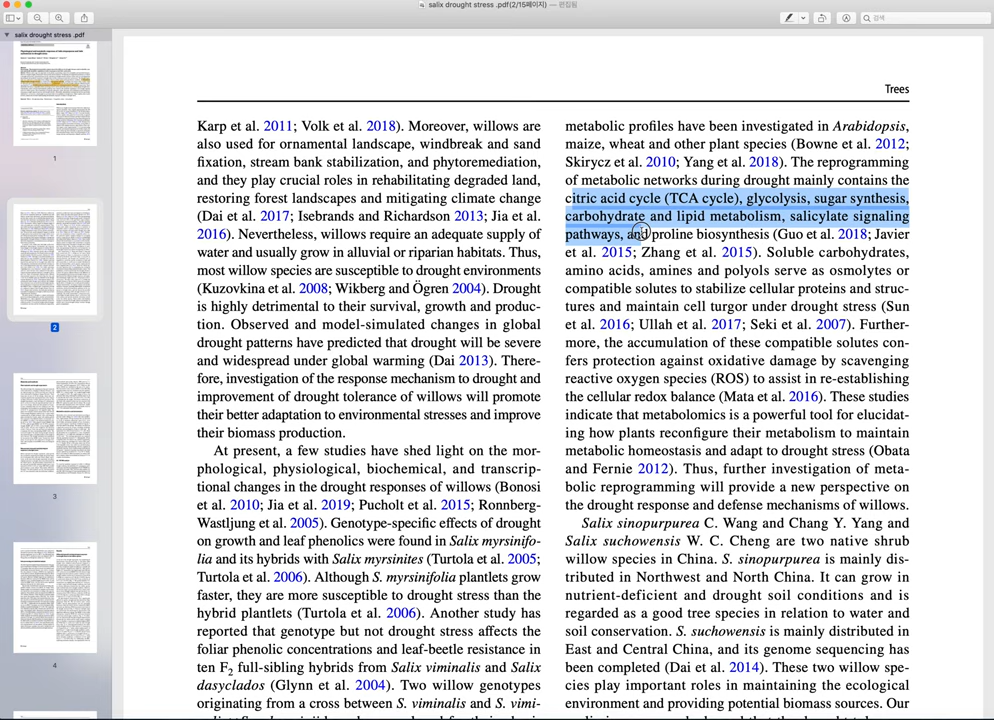 salix drought stress .pdf(2/15페이지) — 편집됨
검색
salix drought stress .pdf
1
2
3
4
Trees
Karp et al. 2011; Volk et al. 2018). Moreover, willows are
also used for ornamental landscape, windbreak and sand
fixation, stream bank stabilization, and phytoremediation,
and they play crucial roles in rehabilitating degraded land,
restoring forest landscapes and mitigating climate change
(Dai et al. 2017; Isebrands and Richardson 2013; Jia et al.
2016). Nevertheless, willows require an adequate supply of
water and usually grow in alluvial or riparian habitats. Thus,
most willow species are susceptible to drought environments
(Kuzovkina et al. 2008; Wikberg and Ögren 2004). Drought
is highly detrimental to their survival, growth and produc-
tion. Observed and model-simulated changes in global
drought patterns have predicted that drought will be severe
and widespread under global warming (Dai 2013). There-
fore, investigation of the response mechanism to drought and
improvement of drought tolerance of willows will promote
their better adaptation to environmental stresses and improve
their biomass production.
At present, a few studies have shed light on the mor-
phological, physiological, biochemical, and transcrip-
tional changes in the drought responses of willows (Bonosi
et al. 2010; Jia et al. 2019; Pucholt et al. 2015; Ronnberg-
Wastljung et al. 2005). Genotype-specific effects of drought
on growth and leaf phenolics were found in Salix myrsinifo-
lia and its hybrids with Salix myrsinites (Turtola et al. 2005;
Turtola et al. 2006). Although S. myrsinifolia plantlets grow
faster, they are more susceptible to drought stress than the
hybrid plantlets (Turtola et al. 2006). Another study has
reported that genotype but not drought stress affects the
foliar phenolic concentrations and leaf-beetle resistance in
ten F2 full-sibling hybrids from Salix viminalis and Salix
dasyclados (Glynn et al. 2004). Two willow genotypes
originating from a cross between S. viminalis and S. vimi-
metabolic profiles have been investigated in Arabidopsis,
maize, wheat and other plant species (Bowne et al. 2012;
Skirycz et al. 2010; Yang et al. 2018). The reprogramming
of metabolic networks during drought mainly contains the
citric acid cycle (TCA cycle), glycolysis, sugar synthesis,
carbohydrate and lipid metabolism, salicylate signaling
pathways, and proline biosynthesis (Guo et al. 2018; Javier
et al. 2015; Zhang et al. 2015). Soluble carbohydrates,
amino acids, amines and polyols serve as osmolytes or
compatible solutes to stabilize cellular proteins and struc-
tures and maintain cell turgor under drought stress (Sun
et al. 2016; Ullah et al. 2017; Seki et al. 2007). Further-
more, the accumulation of these compatible solutes con-
fers protection against oxidative damage by scavenging
reactive oxygen species (ROS) to assist in re-establishing
the cellular redox balance (Mata et al. 2016). These studies
indicate that metabolomics is a powerful tool for elucidat-
ing how plants reconfigure their metabolism to maintain
metabolic homeostasis and adapt to drought stress (Obata
and Fernie 2012). Thus, further investigation of meta-
bolic reprogramming will provide a new perspective on
the drought response and defense mechanisms of willows.
Salix sinopurpurea C. Wang and Chang Y. Yang and
Salix suchowensis W. C. Cheng are two native shrub
willow species in China. S. sinopurpurea is mainly dis-
tributed in Northwest and North China. It can grow in
nutrient-deficient and drought soil conditions and is
regarded as a good tree species in relation to water and
soil conservation. S. suchowensis is mainly distributed in
East and Central China, and its genome sequencing has
been completed (Dai et al. 2014). These two willow spe-
cies play important roles in maintaining the ecological
environment and providing potential biomass sources. Our